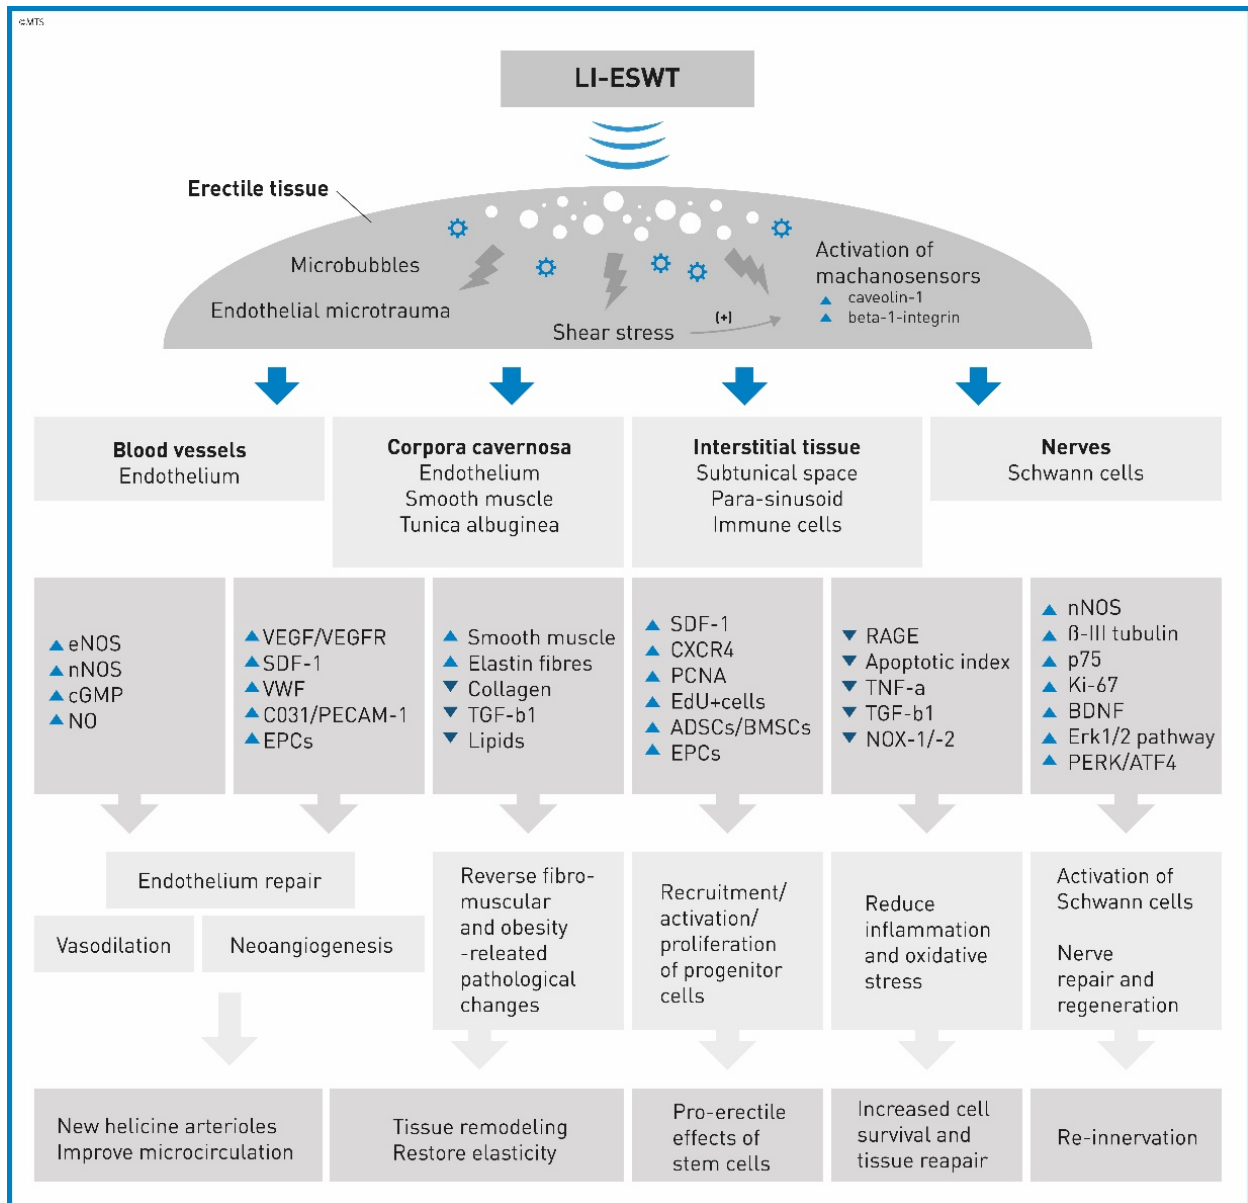 ©MTS
LI-ESWT
Erectile tissue
Microbubbles
Endothelial microtrauma
Shear stress
(+)
Activation of
machanosensors
caveolin-1
beta-1-integrin
Blood vessels
Endothelium
Corpora cavernosa
Endothelium
Smooth muscle
Tunica albuginea
Interstitial tissue
Subtunical space
Para-sinusoid
Immune cells
Nerves
Schwann cells
eNOS
nNOS
cGMP
NO
VEGF/VEGFR
SDF-1
VWF
C031/PECAM-1
EPCs
Smooth muscle
Elastin fibres
Collagen
TGF-b1
Lipids
SDF-1
CXCR4
PCNA
EdU+cells
ADSCs/BMSCs
EPCs
RAGE
Apoptotic index
TNF-a
TGF-b1
NOX-1/-2
nNOS
ß-III tubulin
p75
Ki-67
BDNF
Erk1/2 pathway
PERK/ATF4
Endothelium repair
Vasodilation
Neoangiogenesis
Reverse fibro-
muscular
and obesity
-releated
pathological
changes
Recruitment/
activation/
proliferation
of progenitor
cells
Reduce
inflammation
and oxidative
stress
Activation of
Schwann cells
Nerve
repair and
regeneration
New helicine arterioles
Improve microcirculation
Tissue remodeling
Restore elasticity
Pro-erectile
effects of
stem cells
Increased cell
survival and
tissue reapair
Re-innervation